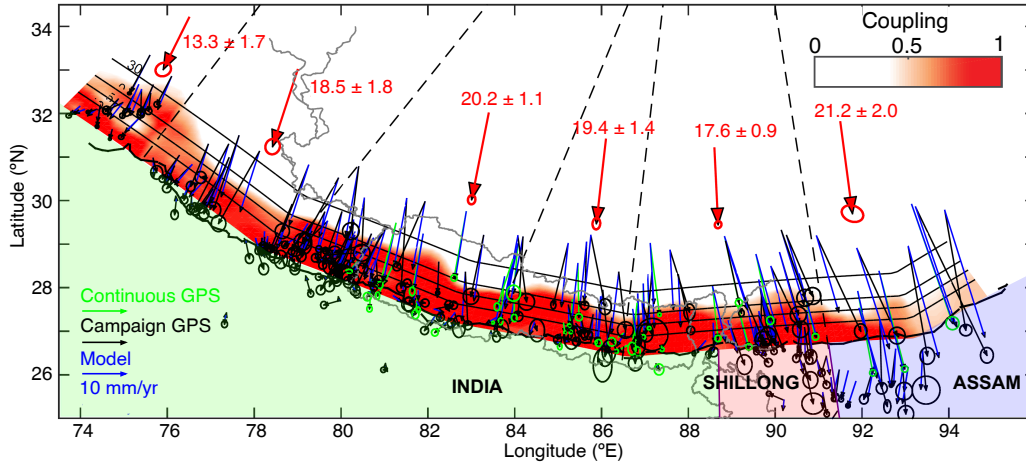 34
32
30
28
26
Latitude (ºN)
Coupling
0
0.5
1
13.3 ± 1.7
18.5 ± 1.8
20.2 ± 1.1
19.4 ± 1.4
17.6 ± 0.9
21.2 ± 2.0
30
Continuous GPS
Campaign GPS
Model
10 mm/yr
INDIA
SHILLONG
ASSAM
74
76
78
80
82
84
86
88
90
92
94
Longitude (ºE)